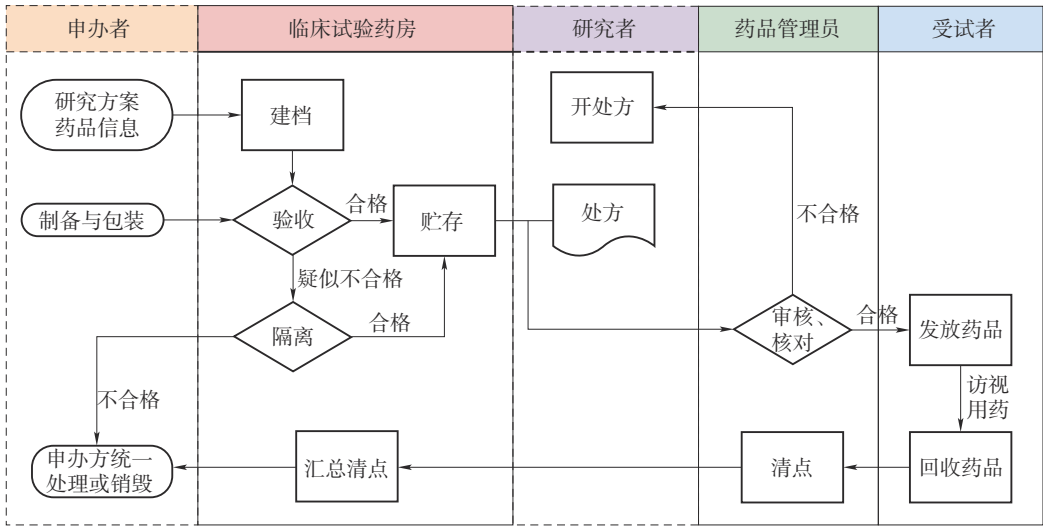 申办者
临床试验药房
研究者
药品管理员
受试者
研究方案
药品信息
建档
开处方
制备与包装
验收
合格
贮存
处方
不合格
疑似不合格
隔离
合格
审核、
核对
合格
发放药品
不合格
访视
用药
申办方统一
处理或销毁
汇总清点
清点
回收药品